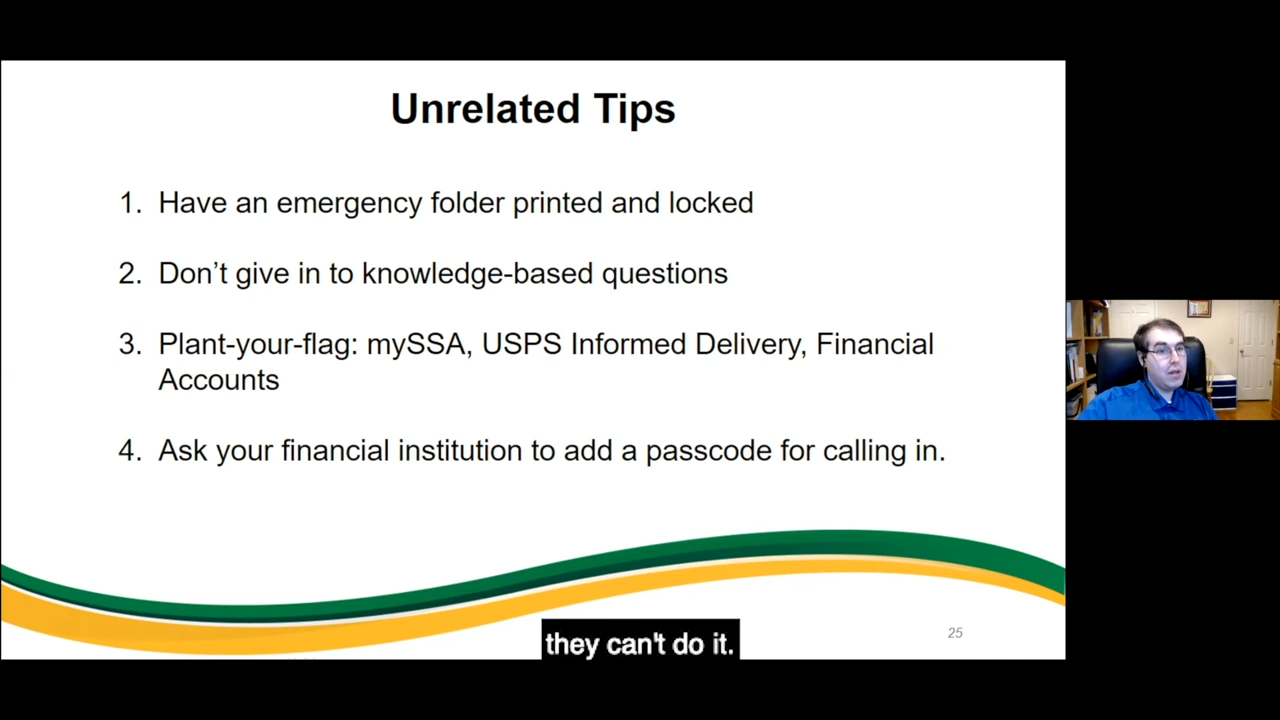 Unrelated Tips
1. Have an emergency folder printed and locked
2. Don’t give in to knowledge-based questions
3. Plant-your-flag: mySSA, USPS Informed Delivery, Financial
Accounts
4. Ask your financial institution to add a passcode for calling in.
25
they can't do it.